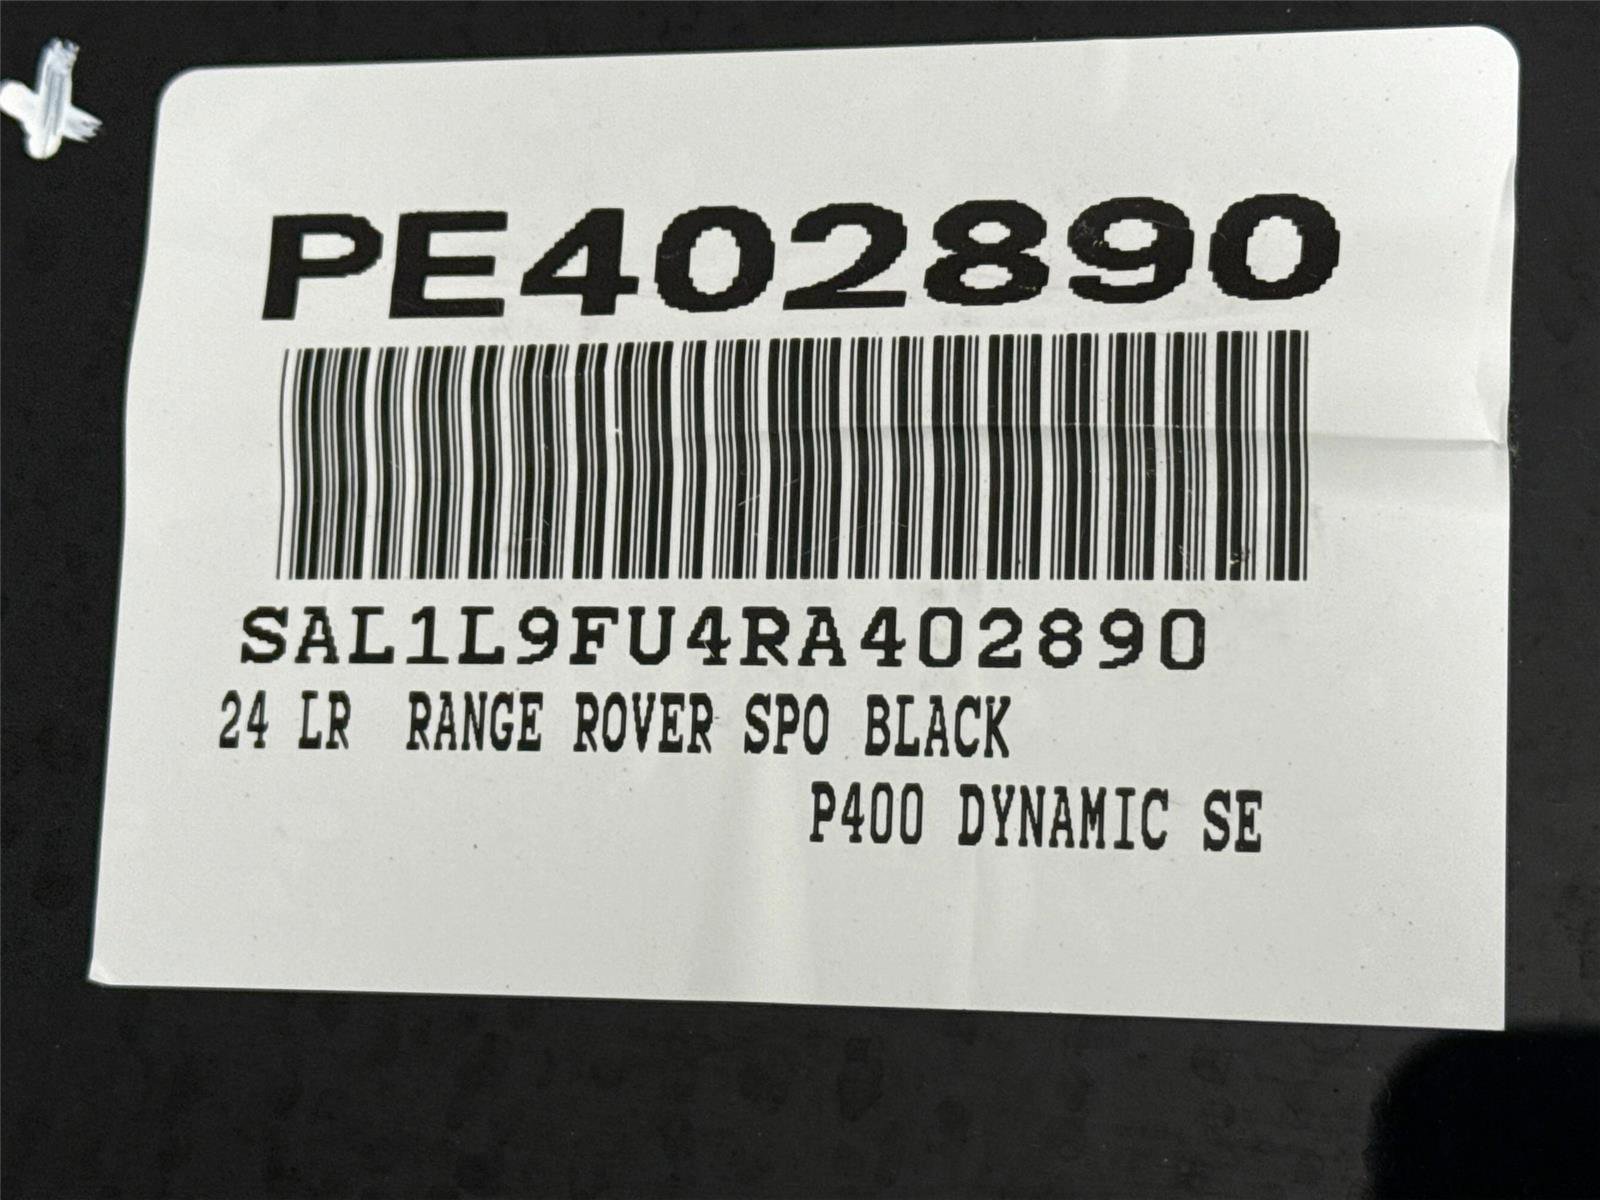 PE402890
SAL1L9FU4RA402890
24 LR RANGE ROVER SPO BLACK
P400 DYNAMIC SE